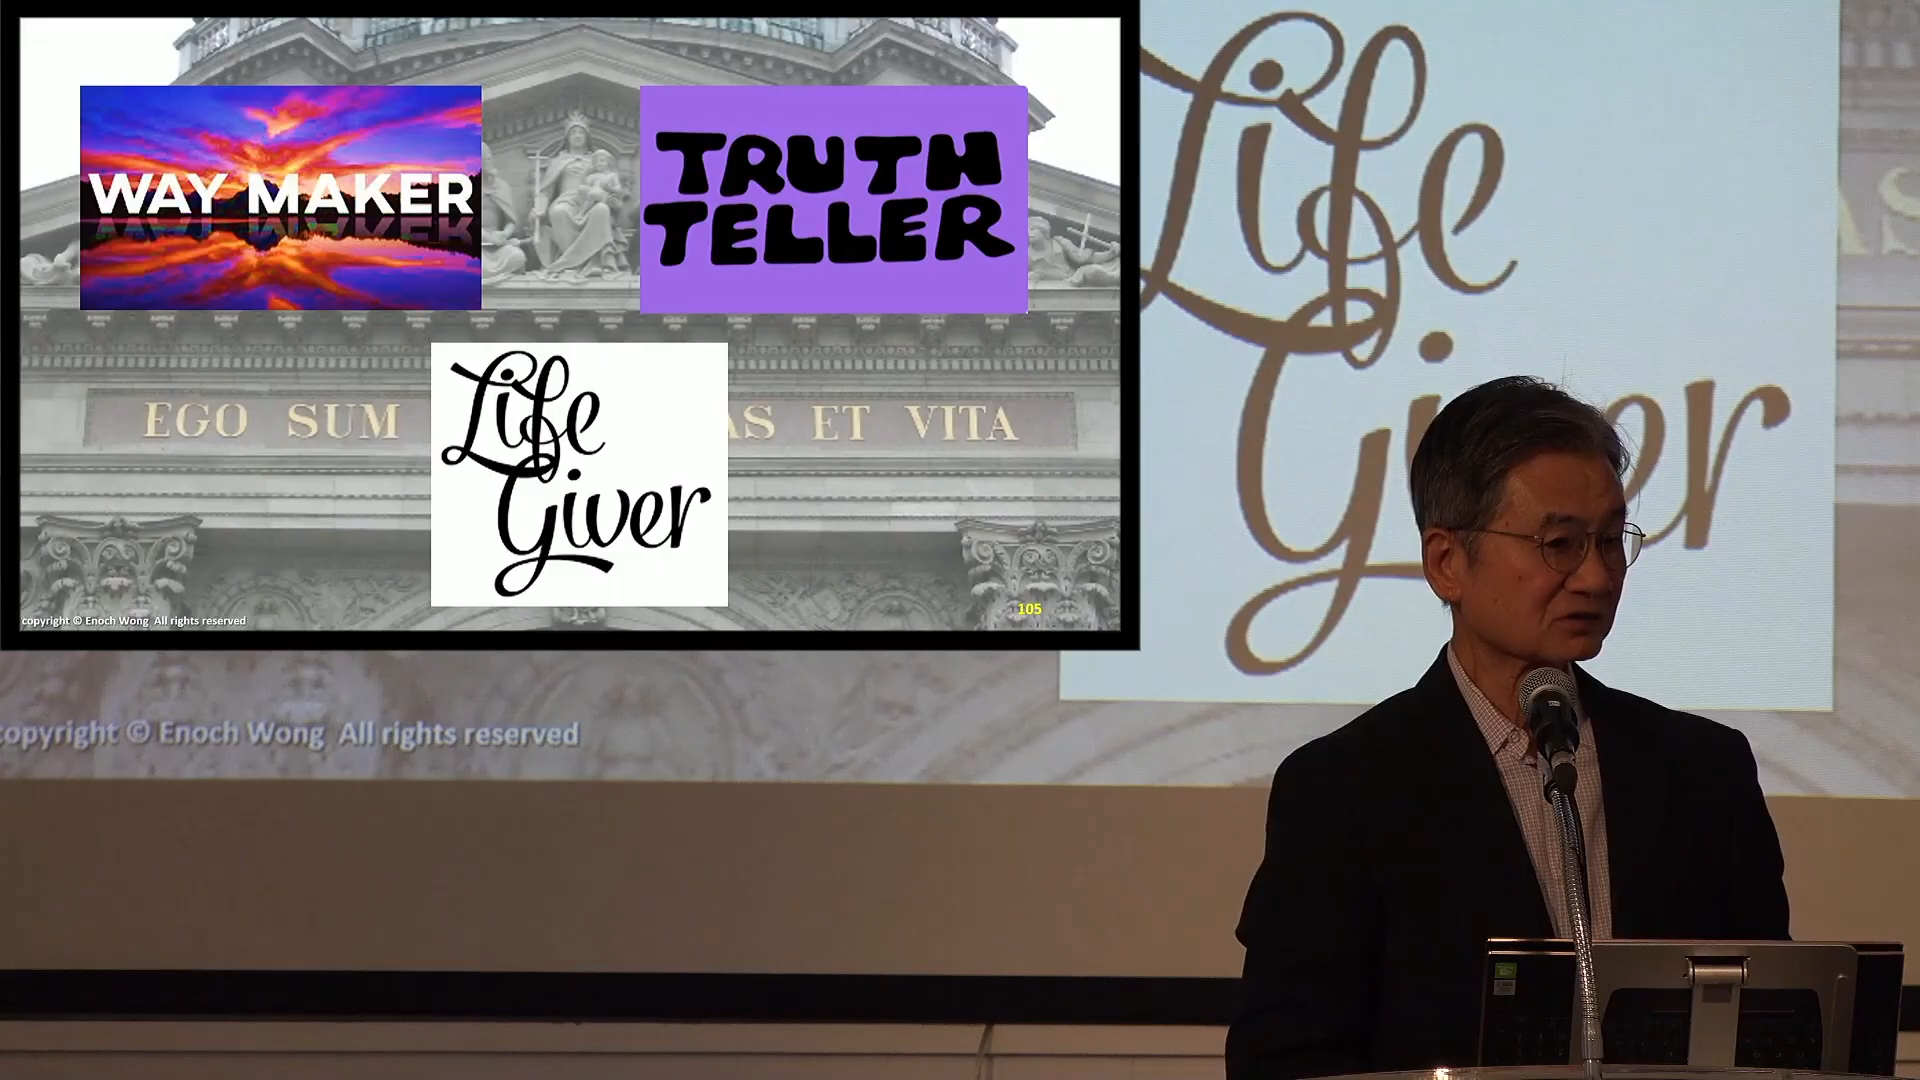 WAY MAKER
TRUTH
TELLER
EGO SUM
AS ET VITA
Life
Giver
copyright © Enoch Wong All rights reserved
105
Life
Giver
AS
copyright © Enoch Wong All rights reserved